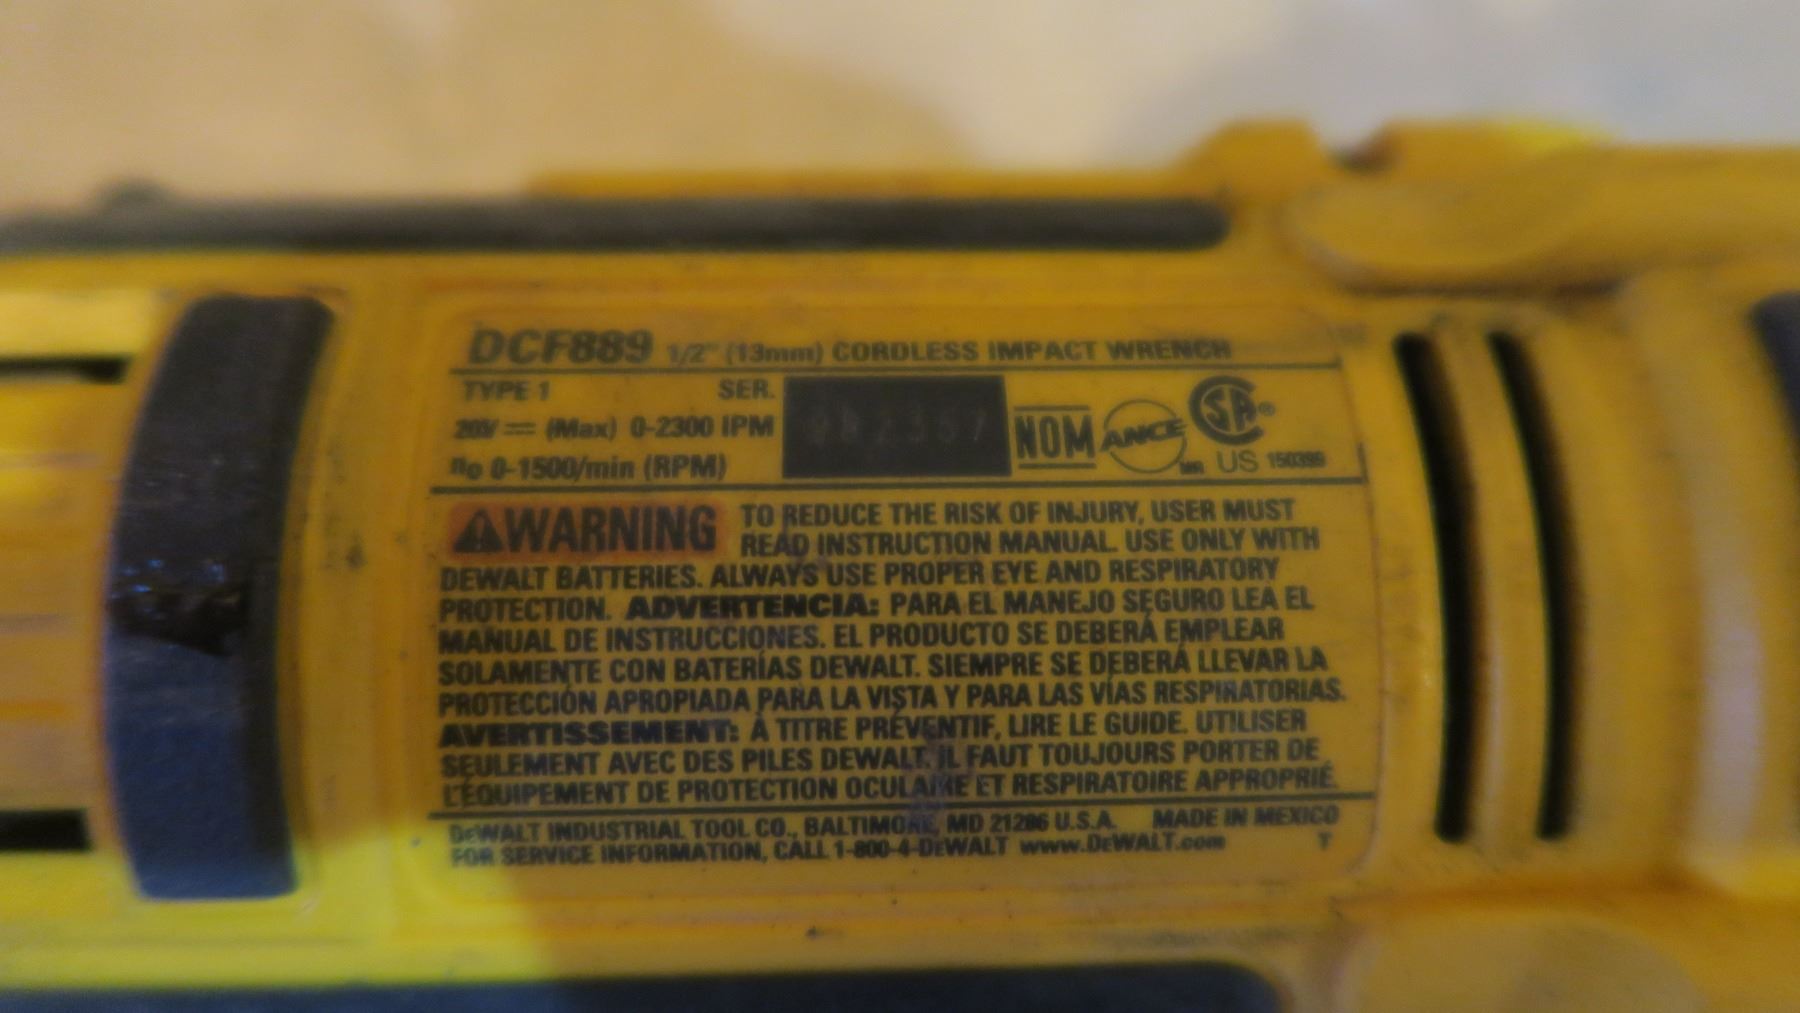 DCF889 1/2" (13mm) CORDLESS IMPACT WRENCH
TYPE 1 SER.
20V (Max) 0-2300 IPM
n₀ 0-1500/min (RPM)
NOM ANCE SA® MR US 150399
WARNING TO REDUCE THE RISK OF INJURY, USER MUST
READ INSTRUCTION MANUAL. USE ONLY WITH
DEWALT BATTERIES. ALWAYS USE PROPER EYE AND RESPIRATORY
PROTECTION. ADVERTENCIA: PARA EL MANEJO SEGURO LEA EL
MANUAL DE INSTRUCCIONES. EL PRODUCTO SE DEBERÁ EMPLEAR
SOLAMENTE CON BATERÍAS DEWALT. SIEMPRE SE DEBERÁ LLEVAR LA
PROTECCIÓN APROPIADA PARA LA VISTA Y PARA LAS VÍAS RESPIRATORIAS.
AVERTISSEMENT: À TITRE PRÉVENTIF, LIRE LE GUIDE. UTILISER
SEULEMENT AVEC DES PILES DEWALT. IL FAUT TOUJOURS PORTER DE
L'ÉQUIPEMENT DE PROTECTION OCULAIRE ET RESPIRATOIRE APPROPRIÉ.
DEWALT INDUSTRIAL TOOL CO., BALTIMORE, MD 21286 U.S.A. MADE IN MEXICO
FOR SERVICE INFORMATION, CALL 1-800-4-DEWALT www.DEWALT.com T